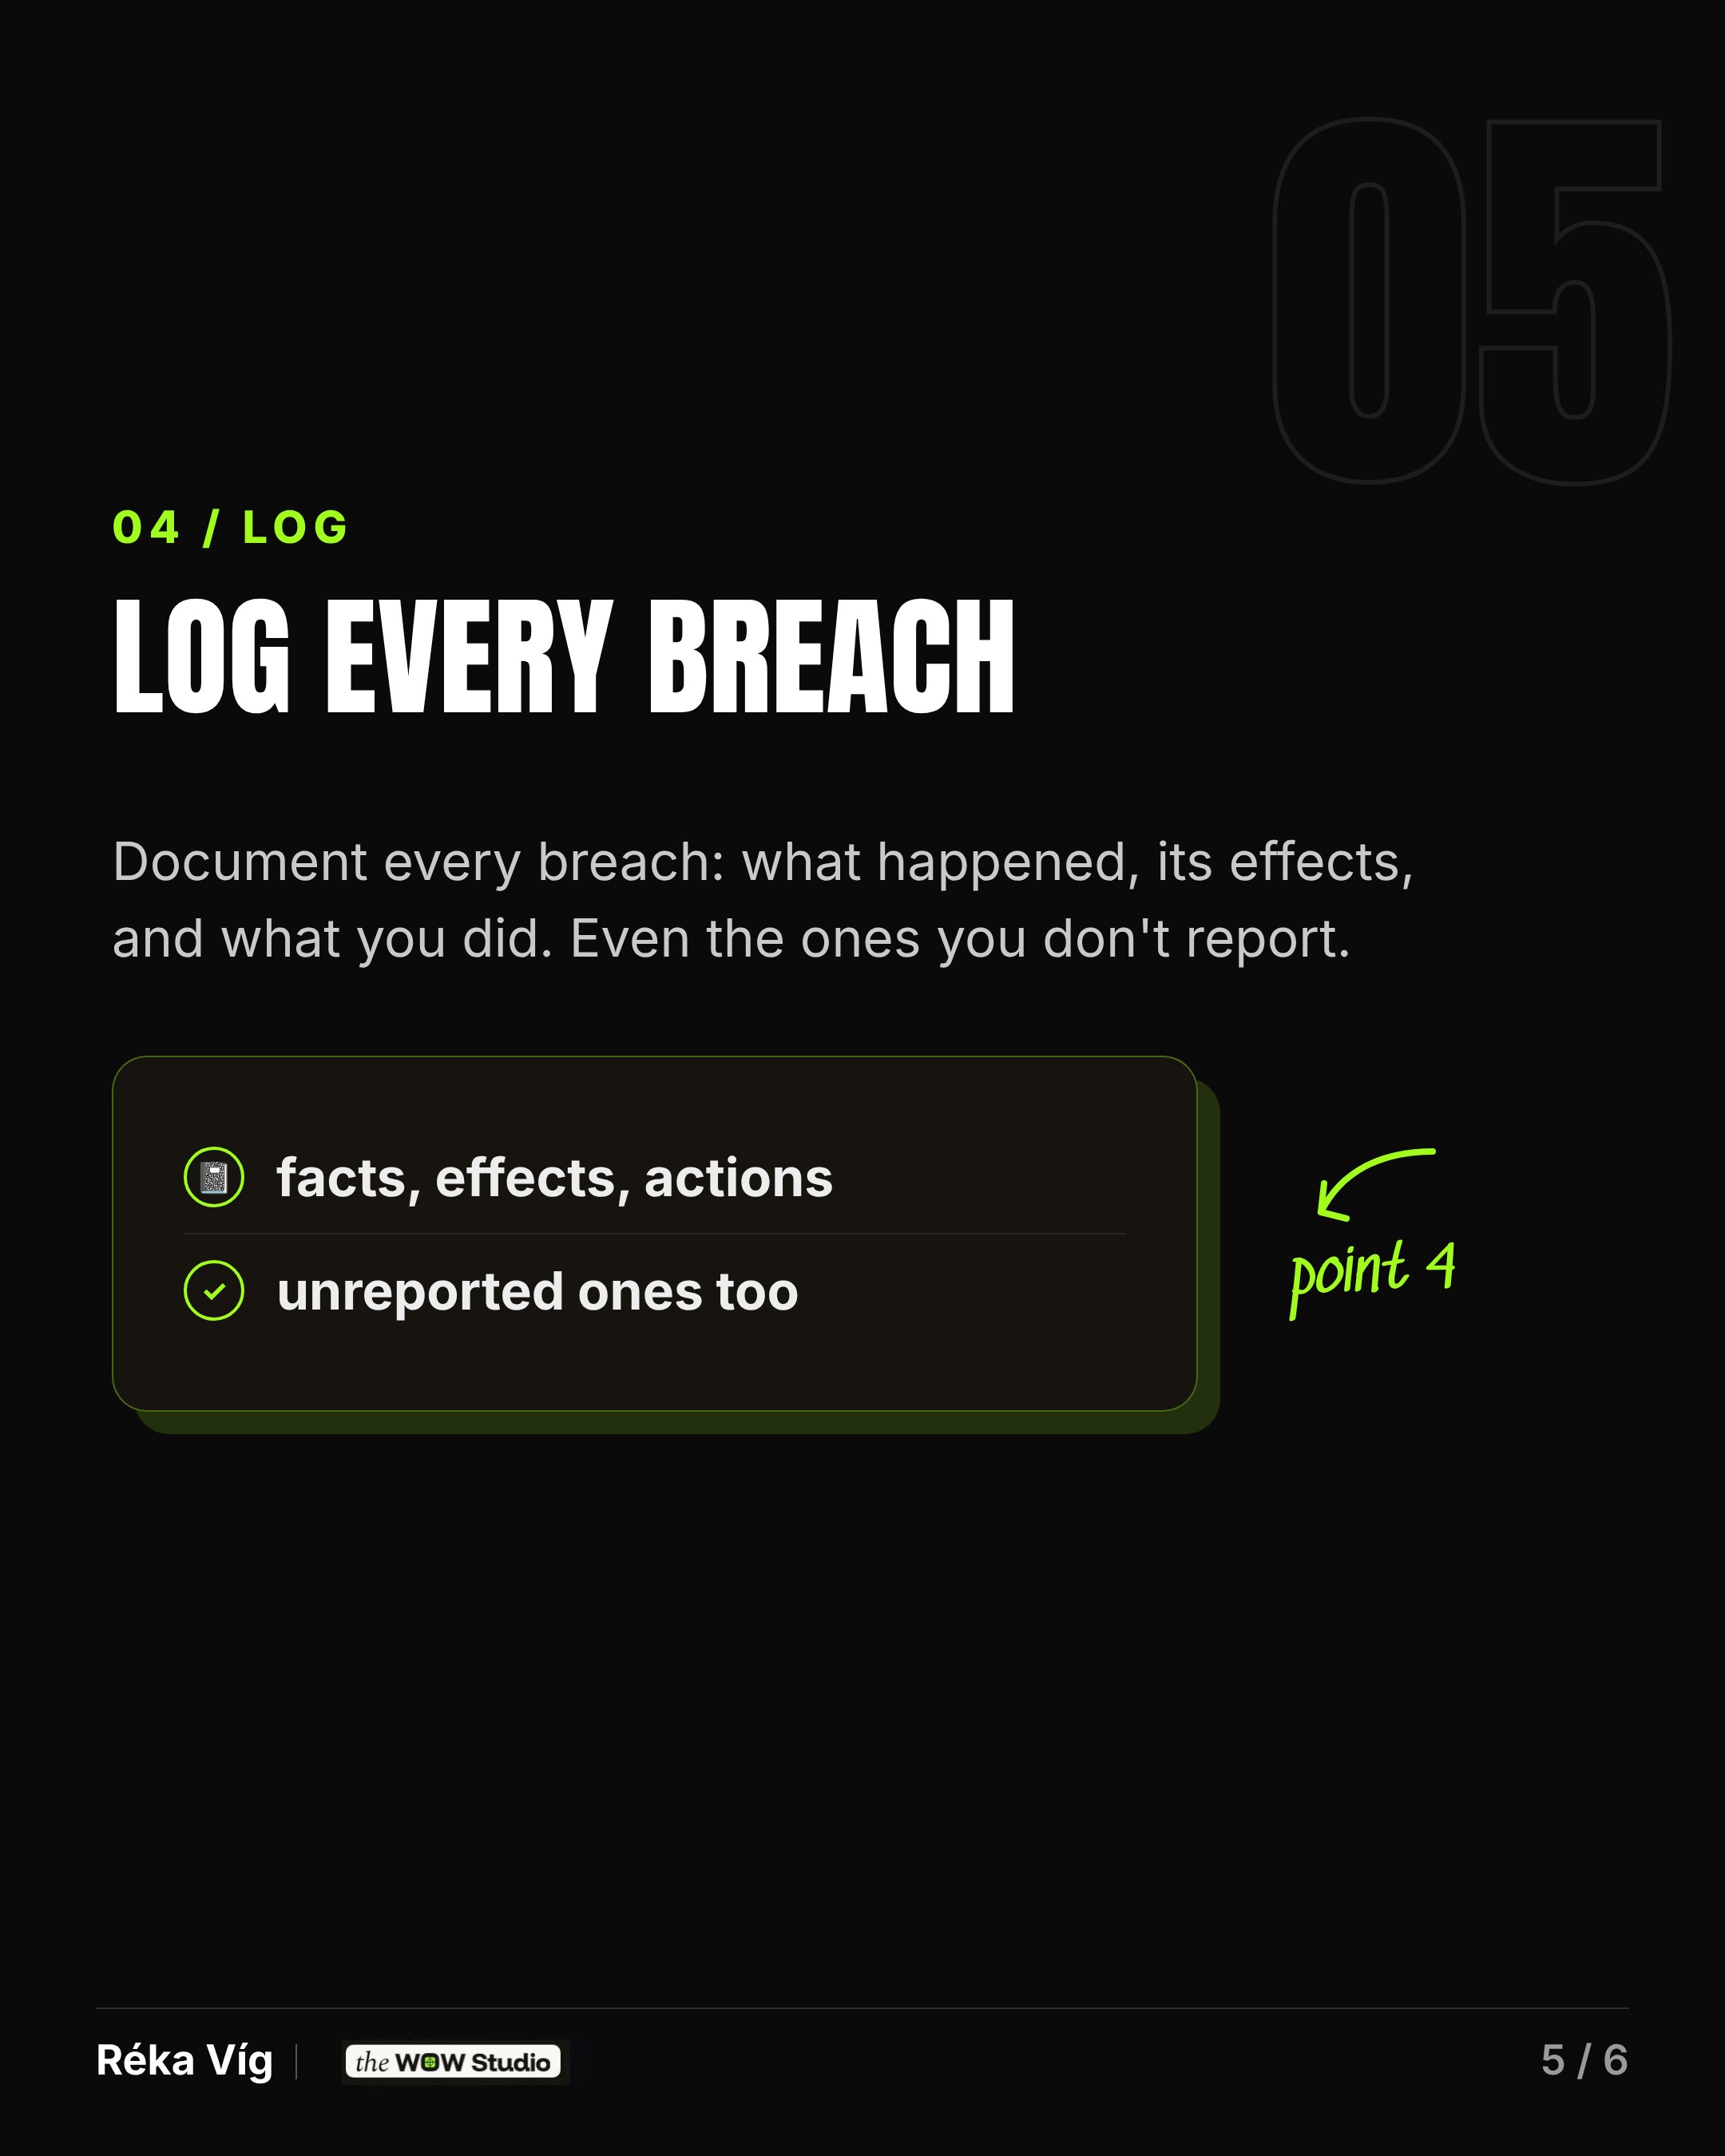 05
04 / LOG
LOG EVERY BREACH
Document every breach: what happened, its effects,
and what you did. Even the ones you don't report.
facts, effects, actions
unreported ones too
point 4
Réka Víg
the WOW Studio
5 / 6